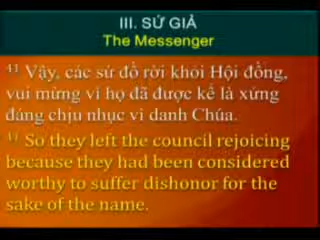 III. SỨ GIẢ
The Messenger
41 Vậy, các sứ đồ rời khỏi Hội đồng,
vui mừng vì họ đã được kể là xứng
đáng chịu nhục vì danh Chúa.
41 So they left the council rejoicing
because they had been considered
worthy to suffer dishonor for the
sake of the name.